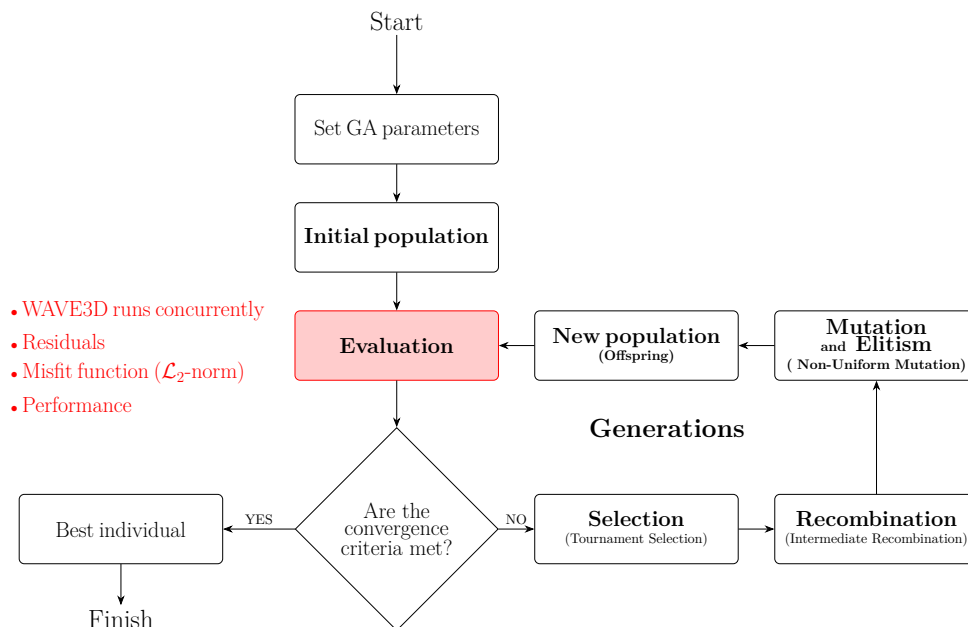 Start
Set GA parameters
Initial population
• WAVE3D runs concurrently
• Residuals
• Misfit function (𝓛₂-norm)
• Performance
Evaluation
New population
(Offspring)
Mutation
and Elitism
( Non-Uniform Mutation)
Generations
Best individual
YES
Are the
convergence
criteria met?
NO
Selection
(Tournament Selection)
Recombination
(Intermediate Recombination)
Finish